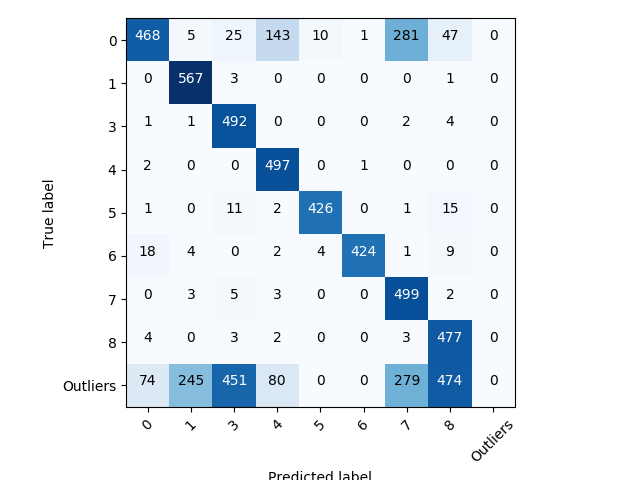 True label
0 468 5 25 143 10 1 281 47 0
1 0 567 3 0 0 0 0 1 0
3 1 1 492 0 0 0 2 4 0
4 2 0 0 497 0 1 0 0 0
5 1 0 11 2 426 0 1 15 0
6 18 4 0 2 4 424 1 9 0
7 0 3 5 3 0 0 499 2 0
8 4 0 3 2 0 0 3 477 0
Outliers 74 245 451 80 0 0 279 474 0
0 1 3 4 5 6 7 8 Outliers
Predicted label